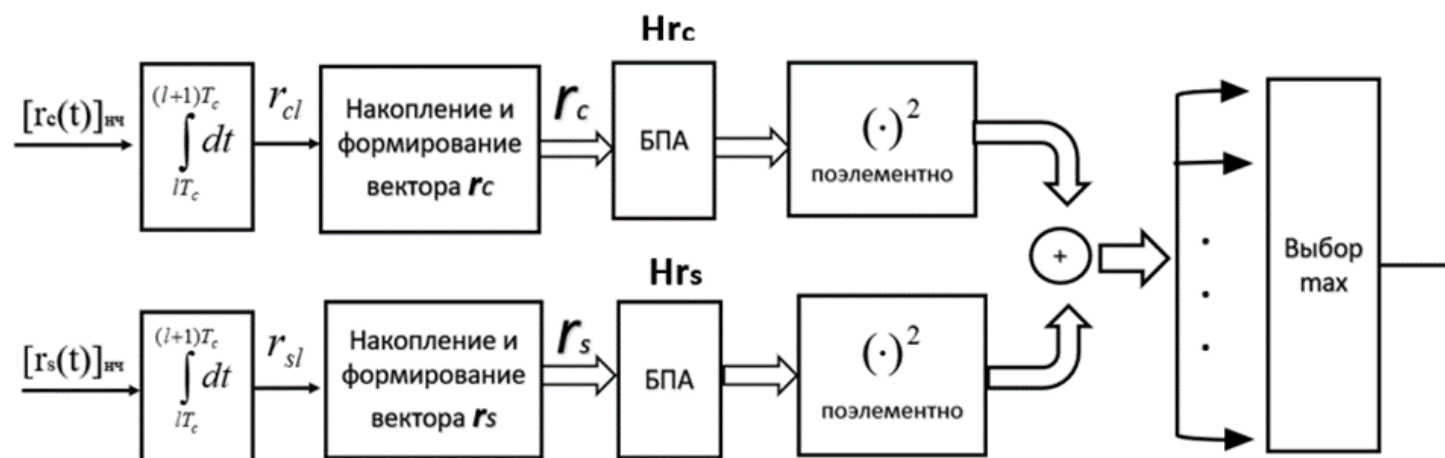 Hrc
[rc(t)]нч
(l+1)Tc
∫ dt
lTc
rcl
Накопление и
формирование
вектора rc
rc
БПА
(·)²
поэлементно
Hrs
[rs(t)]нч
(l+1)Tc
∫ dt
lTc
rsl
Накопление и
формирование
вектора rs
rs
БПА
(·)²
поэлементно
+
Выбор
max